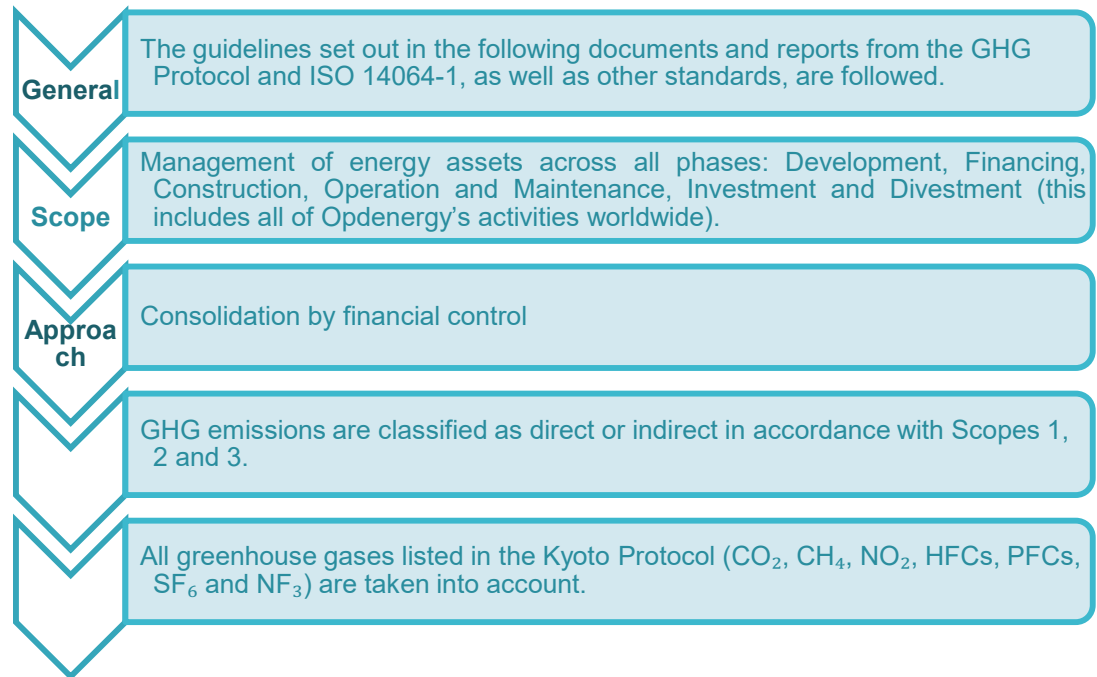 General
The guidelines set out in the following documents and reports from the GHG
Protocol and ISO 14064-1, as well as other standards, are followed.
Scope
Management of energy assets across all phases: Development, Financing,
Construction, Operation and Maintenance, Investment and Divestment (this
includes all of Opdenergy’s activities worldwide).
Approa
ch
Consolidation by financial control
GHG emissions are classified as direct or indirect in accordance with Scopes 1,
2 and 3.
All greenhouse gases listed in the Kyoto Protocol (CO₂, CH₄, NO₂, HFCs, PFCs,
SF₆ and NF₃) are taken into account.